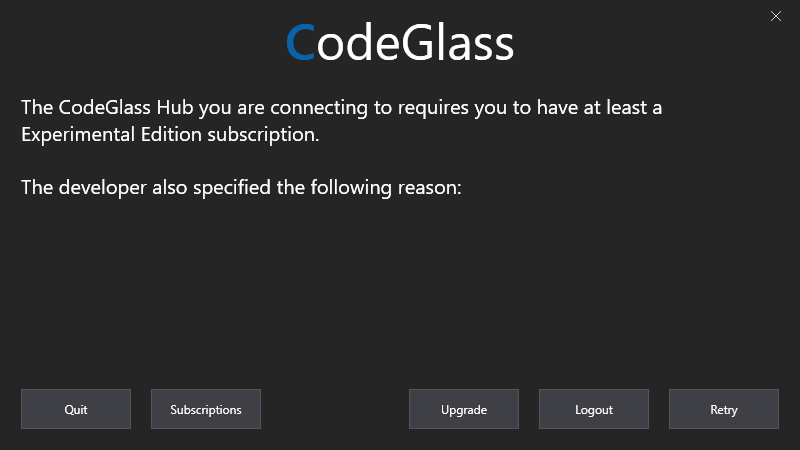 CodeGlass
The CodeGlass Hub you are connecting to requires you to have at least a
Experimental Edition subscription.
The developer also specified the following reason:
Quit
Subscriptions
Upgrade
Logout
Retry